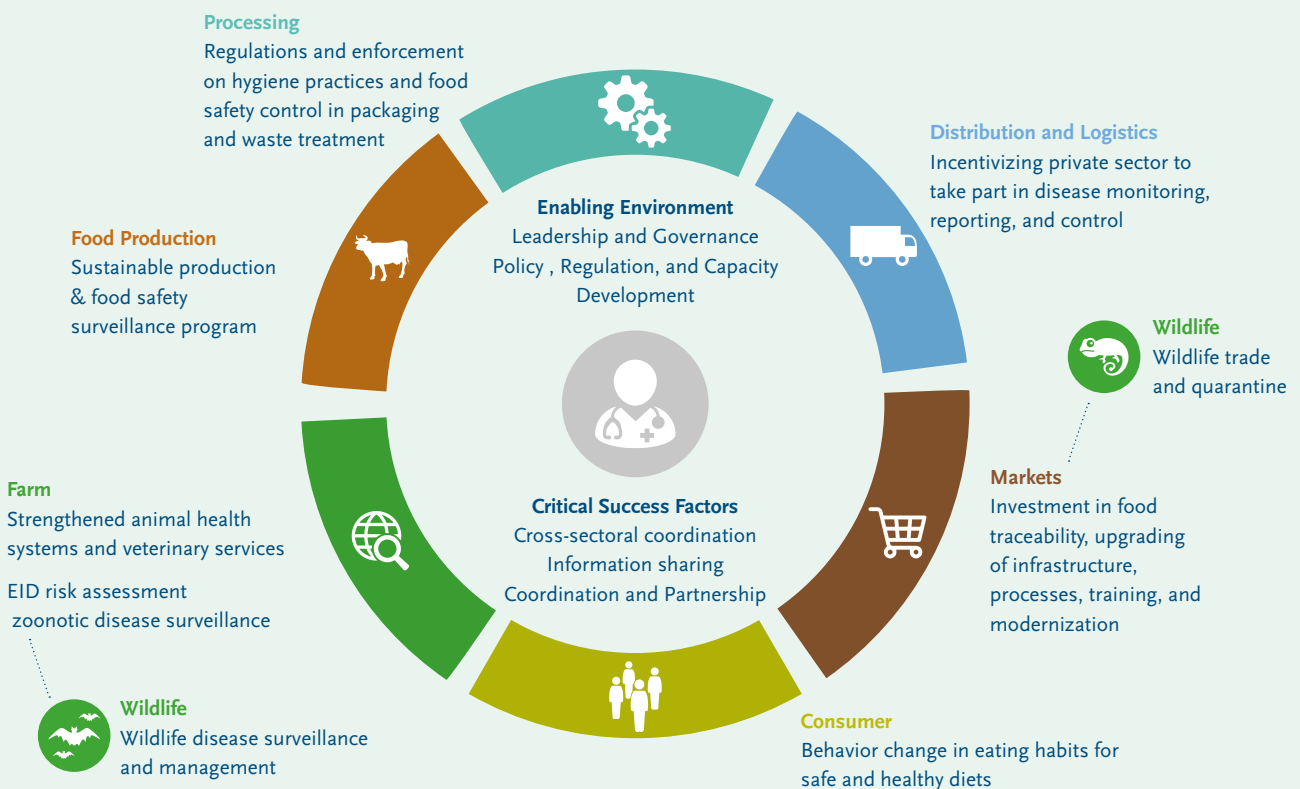 Processing
Regulations and enforcement
on hygiene practices and food
safety control in packaging
and waste treatment
Distribution and Logistics
Incentivizing private sector to
take part in disease monitoring,
reporting, and control
Enabling Environment
Leadership and Governance
Policy , Regulation, and Capacity
Development
Food Production
Sustainable production
& food safety
surveillance program
Wildlife
Wildlife trade
and quarantine
Markets
Investment in food
traceability, upgrading
of infrastructure,
processes, training, and
modernization
Farm
Strengthened animal health
systems and veterinary services
EID risk assessment
zoonotic disease surveillance
Critical Success Factors
Cross-sectoral coordination
Information sharing
Coordination and Partnership
Wildlife
Wildlife disease surveillance
and management
Consumer
Behavior change in eating habits for
safe and healthy diets